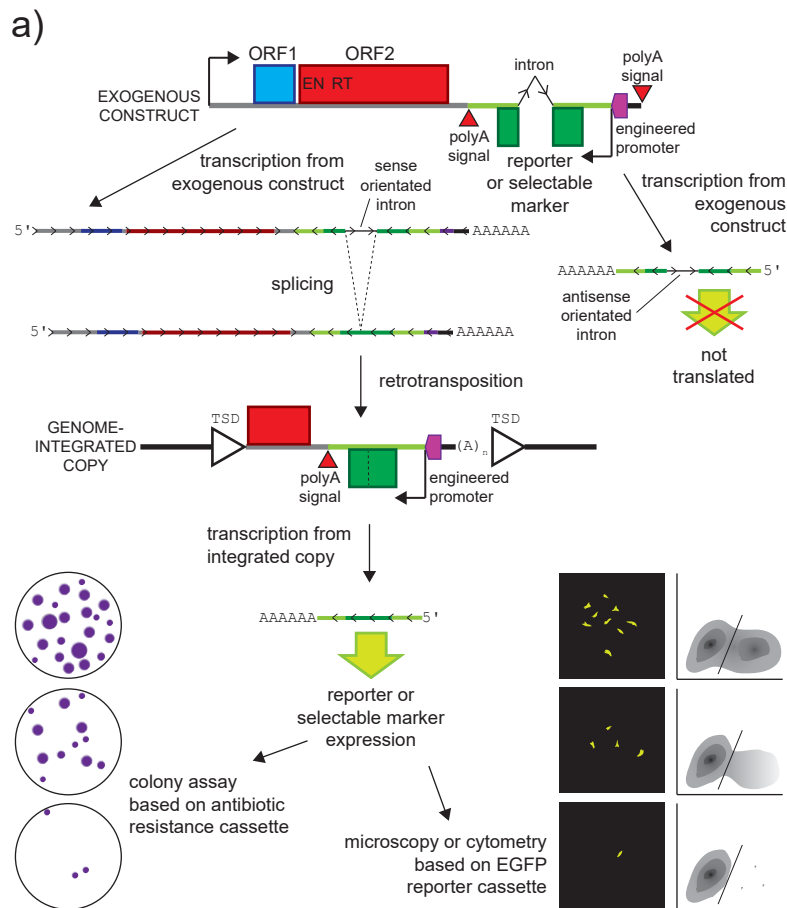 a)
ORF1
ORF2
EN RT
intron
polyA
signal
EXOGENOUS
CONSTRUCT
polyA
signal
reporter
or selectable
marker
engineered
promoter
transcription from
exogenous construct
sense
orientated
intron
transcription from
exogenous
construct
5'
AAAAAA
AAAAAA
5'
splicing
antisense
orientated
intron
5'
AAAAAA
not
translated
retrotransposition
GENOME-
INTEGRATED
COPY
TSD
TSD
(A)n
polyA
signal
engineered
promoter
transcription from
integrated copy
AAAAAA
5'
reporter or
selectable marker
expression
colony assay
based on antibiotic
resistance cassette
microscopy or cytometry
based on EGFP
reporter cassette